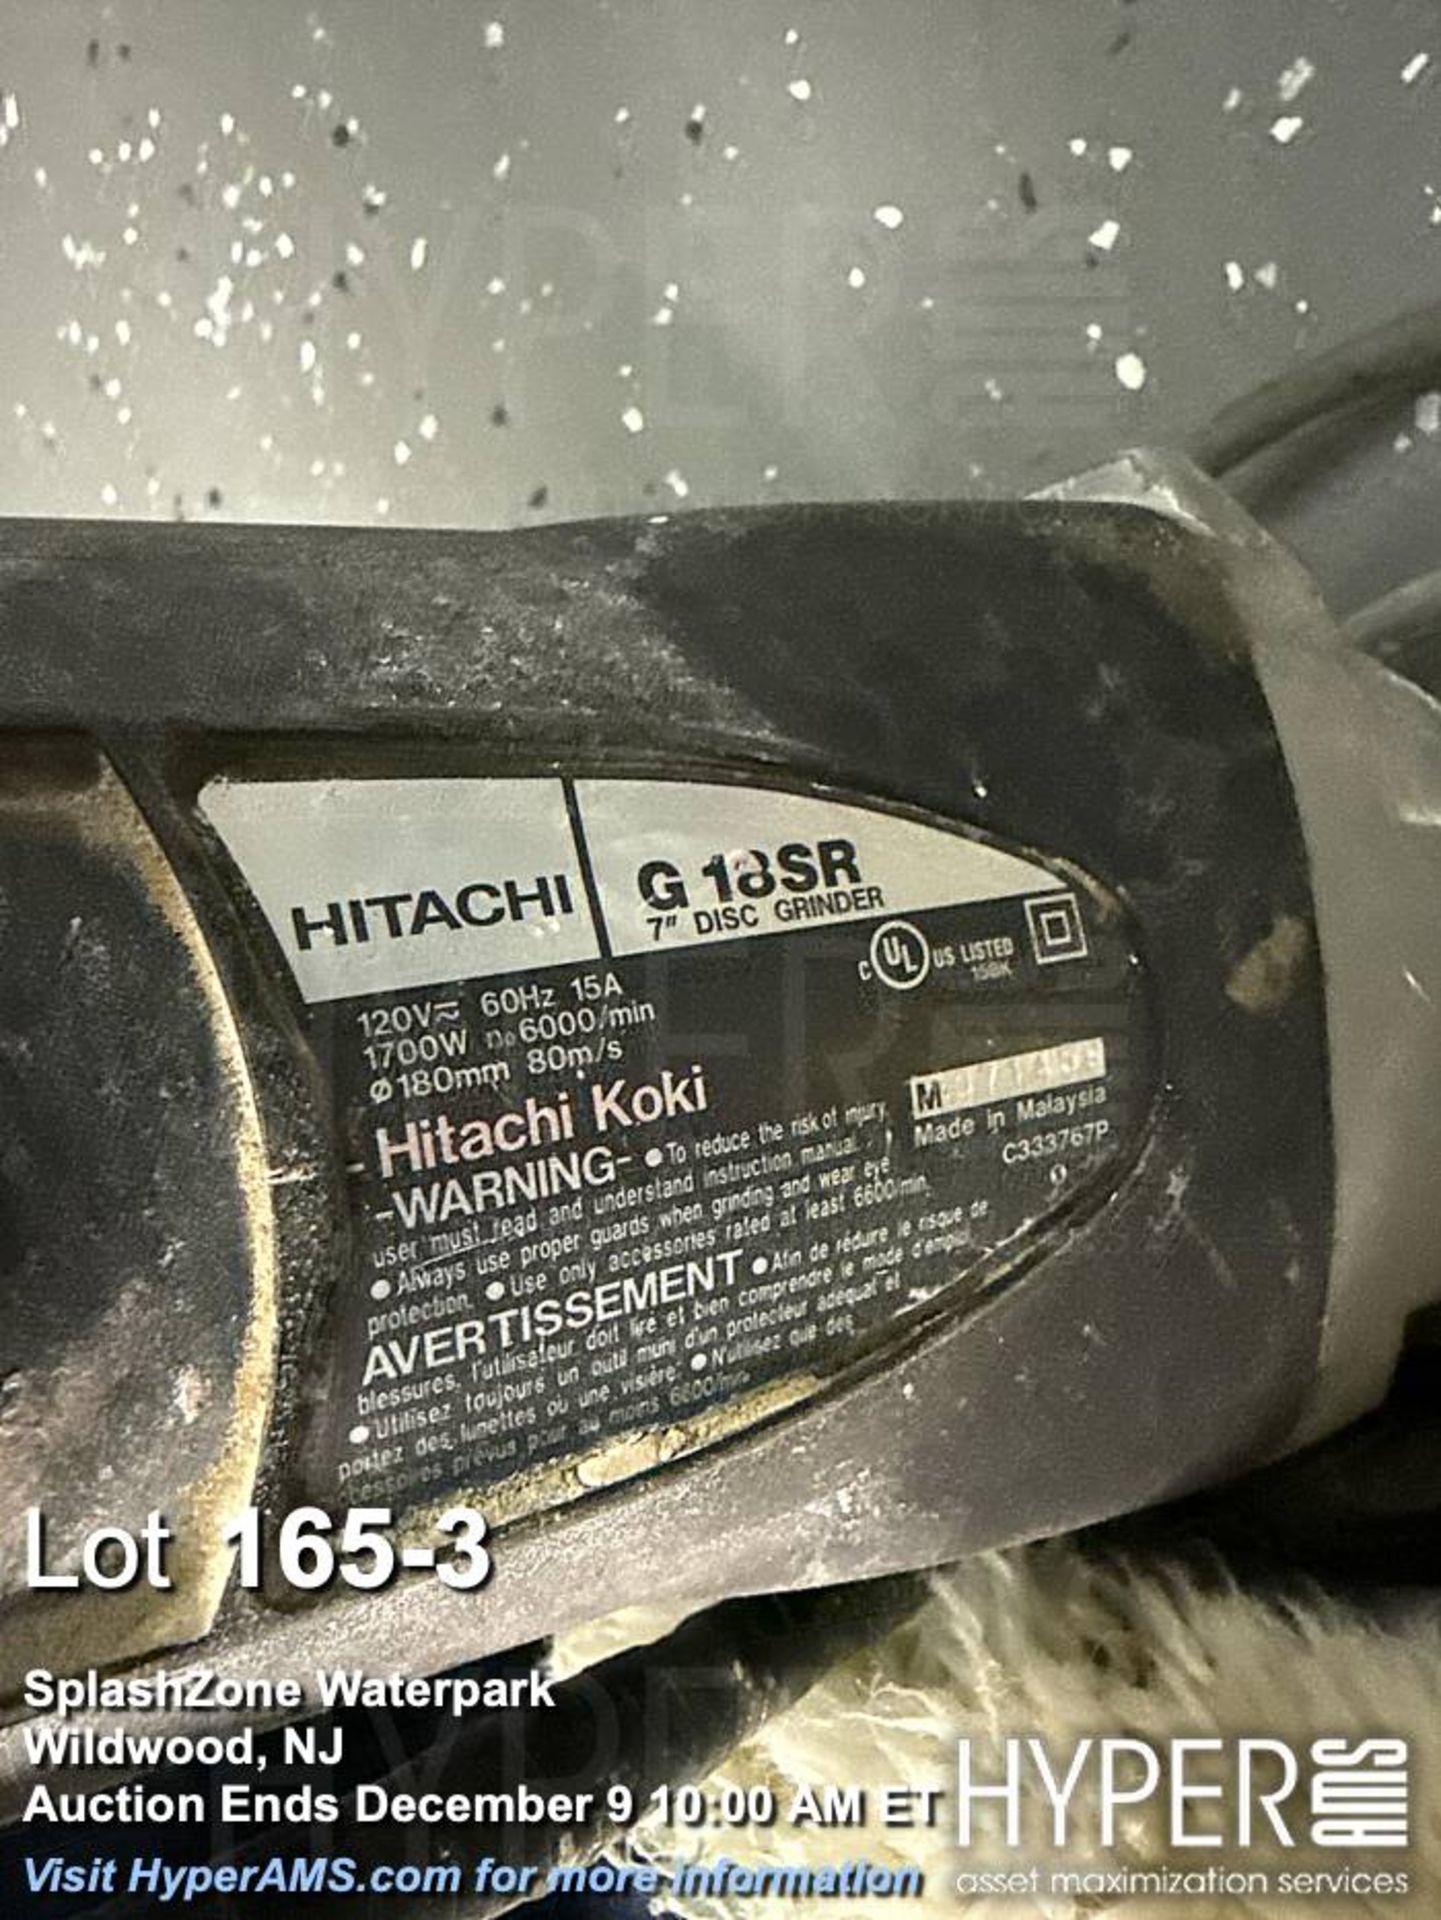 HITACHI
G 18SR
7" DISC GRINDER
C UL US LISTED
120V 60Hz 15A
1700W n₀6000/min
ø180mm 80m/s
Hitachi Koki
M
Made in Malaysia
C333767P
-WARNING- ●To reduce the risk of injury,
user must read and understand instruction manual.
●Always use proper guards when grinding and wear eye
protection. ●Use only accessories rated at least 6600/min.
AVERTISSEMENT ●Afin de réduire le risque de
blessures, l'utilisateur doit lire et bien comprendre le mode d'emploi.
●Utilisez toujours un outil muni d'un protecteur adéquat et
portez des lunettes ou une visière. ●N'utilisez que des
accessoires prévus pour au moins 6600/min.
Lot 165-3
SplashZone Waterpark
Wildwood, NJ
Auction Ends December 9 10:00 AM ET
Visit HyperAMS.com for more information
HYPER AMS
asset maximization services